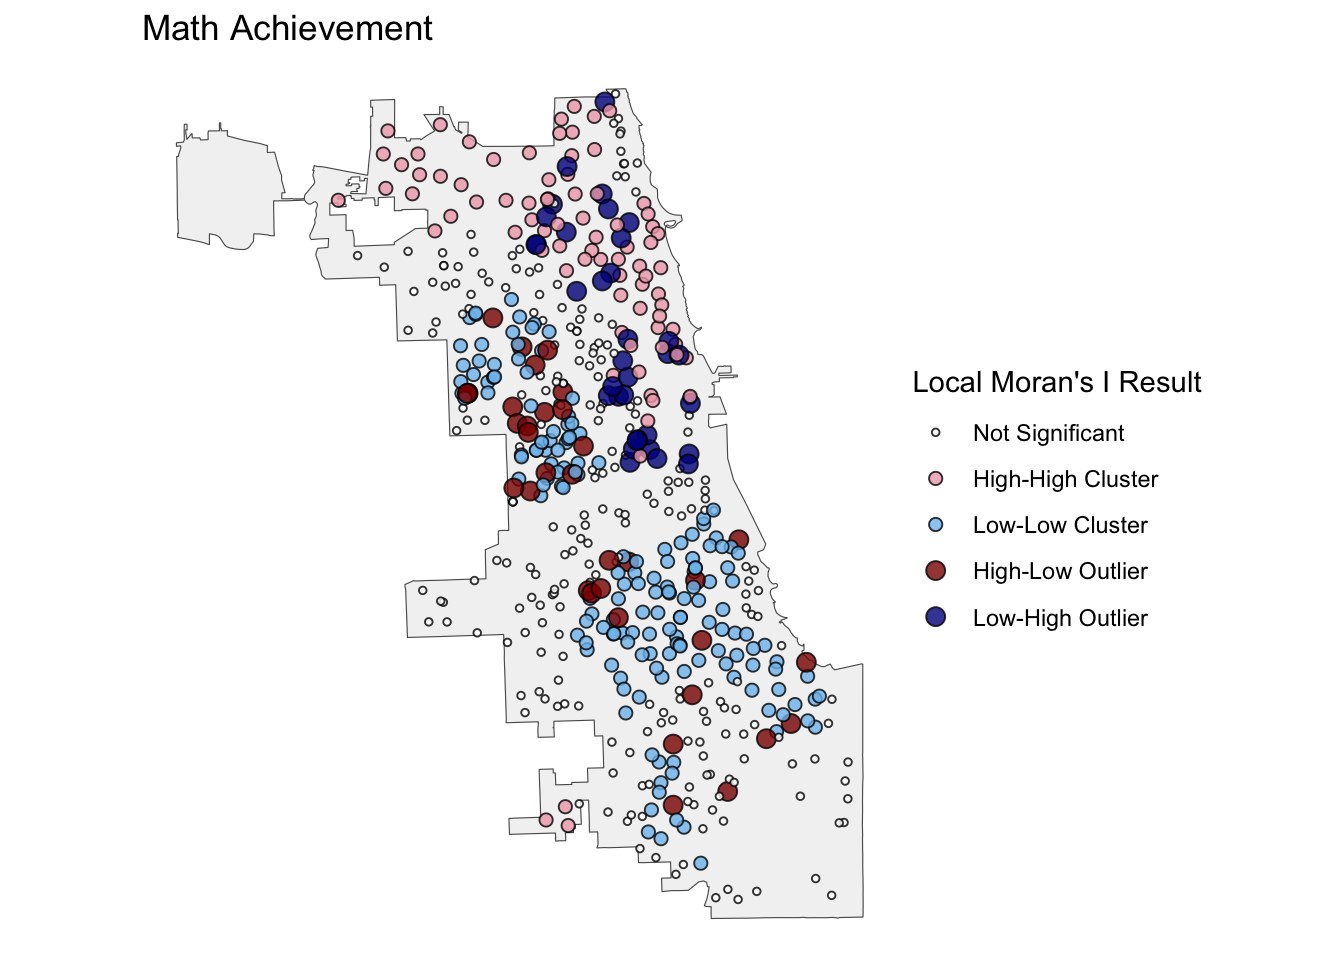 Math Achievement
Local Moran's I Result
Not Significant
High-High Cluster
Low-Low Cluster
High-Low Outlier
Low-High Outlier